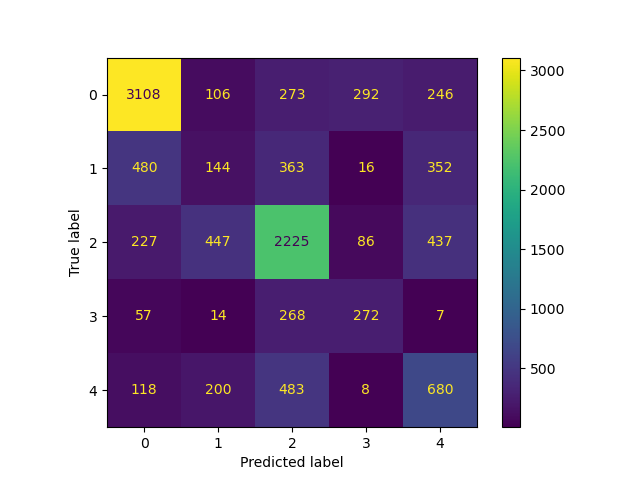 0 3108 106 273 292 246
1 480 144 363 16 352
2 227 447 2225 86 437
3 57 14 268 272 7
4 118 200 483 8 680
0 1 2 3 4
True label
Predicted label
3000
2500
2000
1500
1000
500